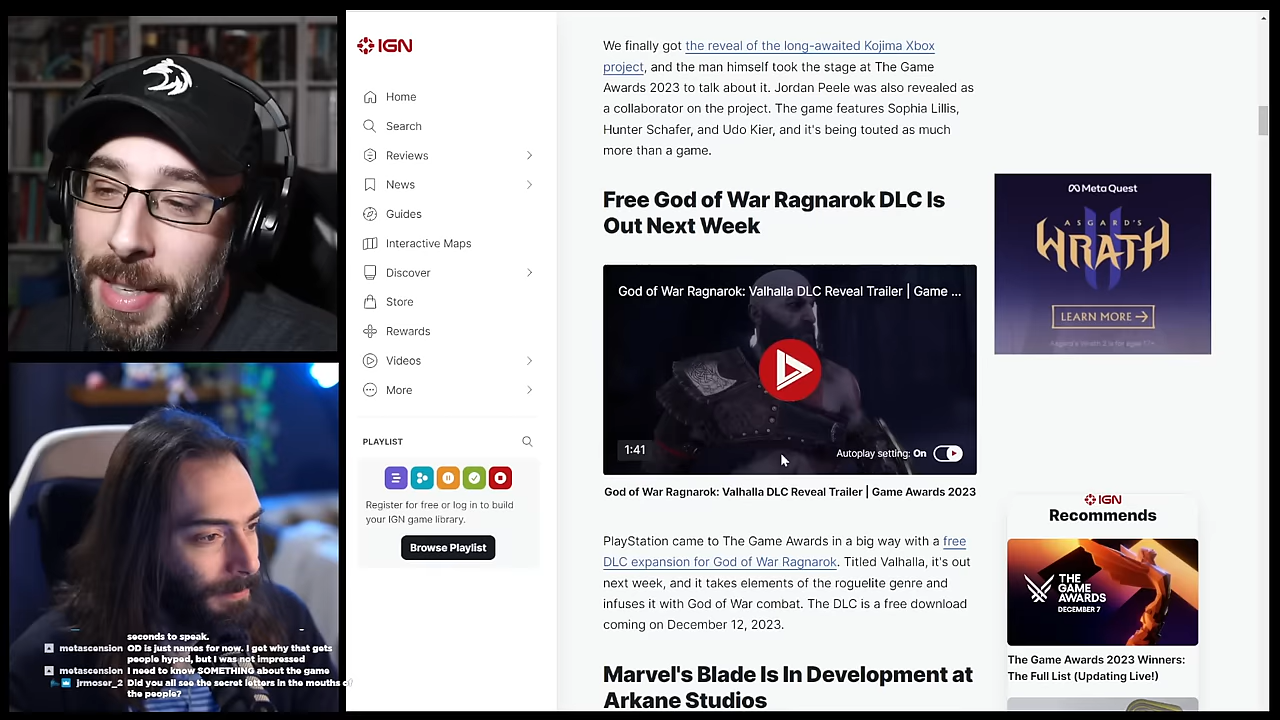 IGN
Home
Search
Reviews
News
Guides
Interactive Maps
Discover
Store
Rewards
Videos
More
PLAYLIST
Register for free or log in to build
your IGN game library.
Browse Playlist
We finally got the reveal of the long-awaited Kojima Xbox
project, and the man himself took the stage at The Game
Awards 2023 to talk about it. Jordan Peele was also revealed as
a collaborator on the project. The game features Sophia Lillis,
Hunter Schafer, and Udo Kier, and it's being touted as much
more than a game.
Free God of War Ragnarok DLC Is
Out Next Week
God of War Ragnarok: Valhalla DLC Reveal Trailer | Game ...
1:41
Autoplay setting: On
God of War Ragnarok: Valhalla DLC Reveal Trailer | Game Awards 2023
PlayStation came to The Game Awards in a big way with a free
DLC expansion for God of War Ragnarok. Titled Valhalla, it's out
next week, and it takes elements of the roguelite genre and
infuses it with God of War combat. The DLC is a free download
coming on December 12, 2023.
Marvel's Blade Is In Development at
Arkane Studios
Meta Quest
ASGARD'S
WRATH II
LEARN MORE
Asgard's Wrath 2 is for ages 17+
IGN
Recommends
THE
GAME
AWARDS
DECEMBER 7
The Game Awards 2023 Winners:
The Full List (Updating Live!)
seconds to speak.
metascension OD is just names for now. I get why that gets
people hyped, but I was not impressed
metascension I need to know SOMETHING about the game
jrmoser_2 Did you all see the secret letters in the mouths of
the people?